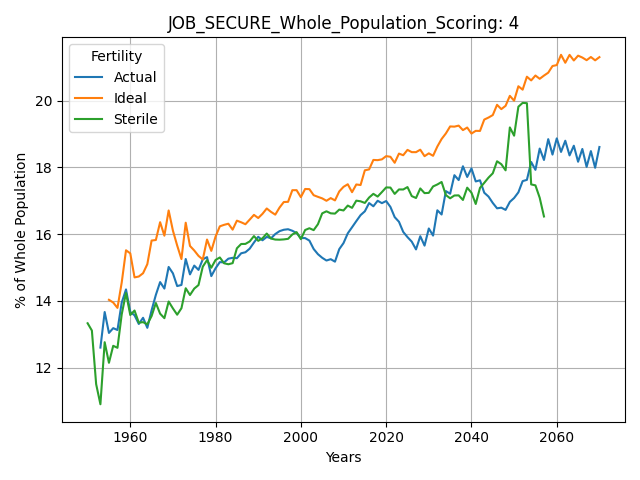 JOB_SECURE_Whole_Population_Scoring: 4
Fertility
Actual
Ideal
Sterile
% of Whole Population
20
18
16
14
12
1960
1980
2000
2020
2040
2060
Years